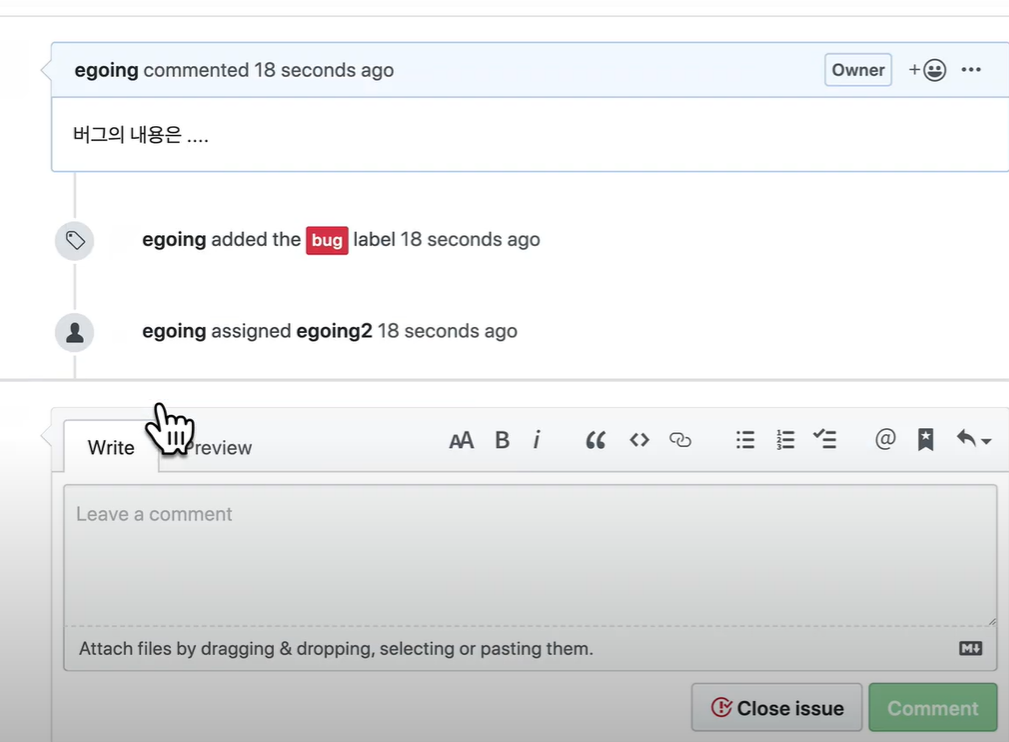 egoing commented 18 seconds ago Owner
버그의 내용은 ....
egoing added the bug label 18 seconds ago
egoing assigned egoing2 18 seconds ago
Write Preview AA B i @
Leave a comment
Attach files by dragging & dropping, selecting or pasting them. M↓
Close issue Comment